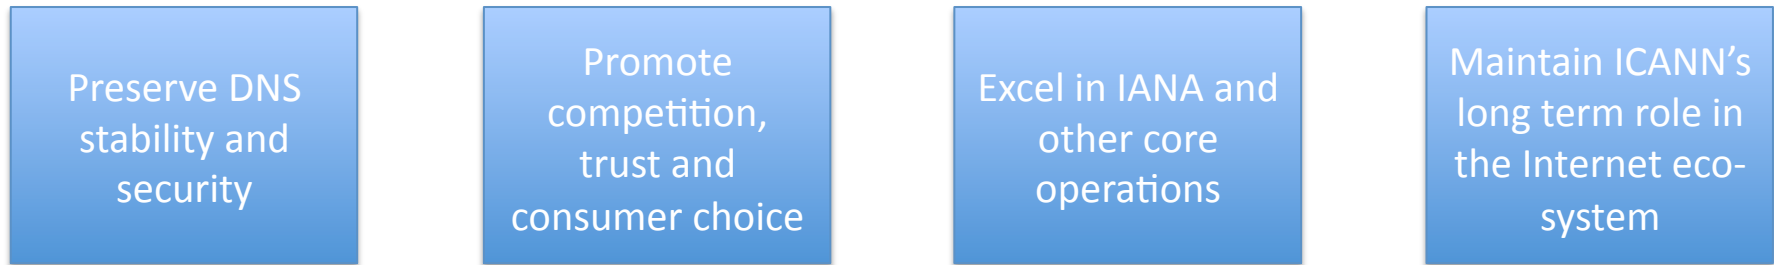 Preserve DNS
stability and
security
Promote
competition,
trust and
consumer choice
Excel in IANA and
other core
operations
Maintain ICANN’s
long term role in
the Internet eco-
system